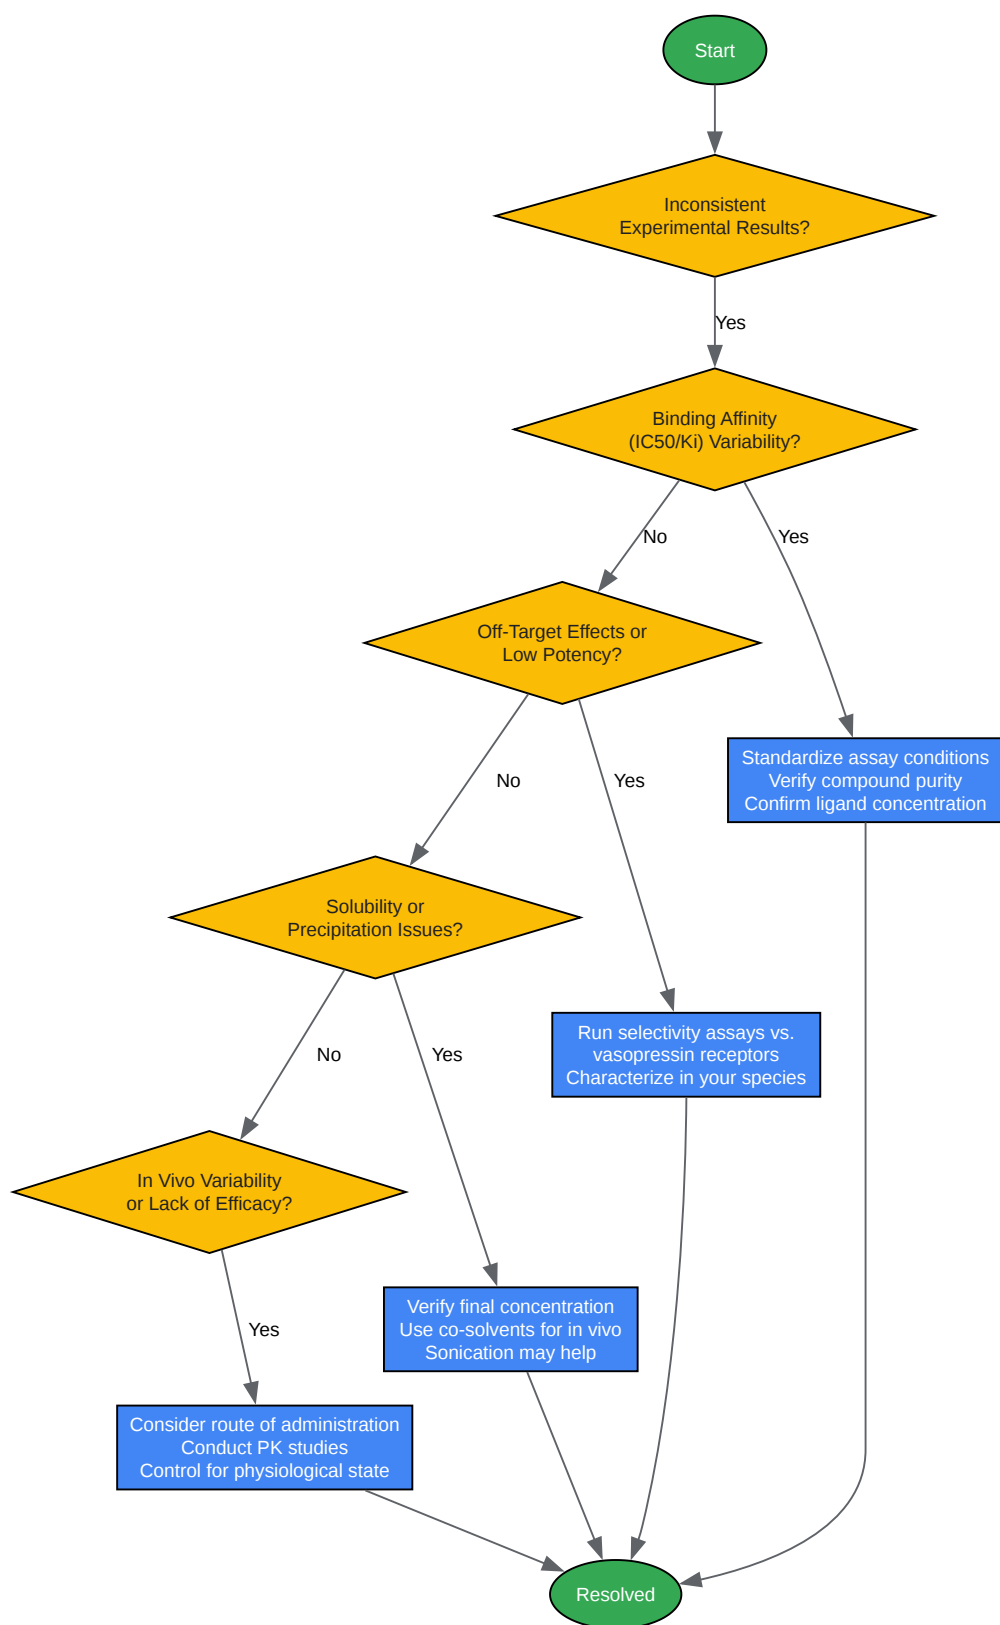 Start
Inconsistent
Experimental Results?
Yes
Binding Affinity
(IC50/Ki) Variability?
No
Yes
Off-Target Effects or
Low Potency?
Standardize assay conditions
Verify compound purity
Confirm ligand concentration
No
Yes
Solubility or
Precipitation Issues?
Run selectivity assays vs.
vasopressin receptors
Characterize in your species
No
Yes
In Vivo Variability
or Lack of Efficacy?
Verify final concentration
Use co-solvents for in vivo
Sonication may help
Yes
Consider route of administration
Conduct PK studies
Control for physiological state
Resolved